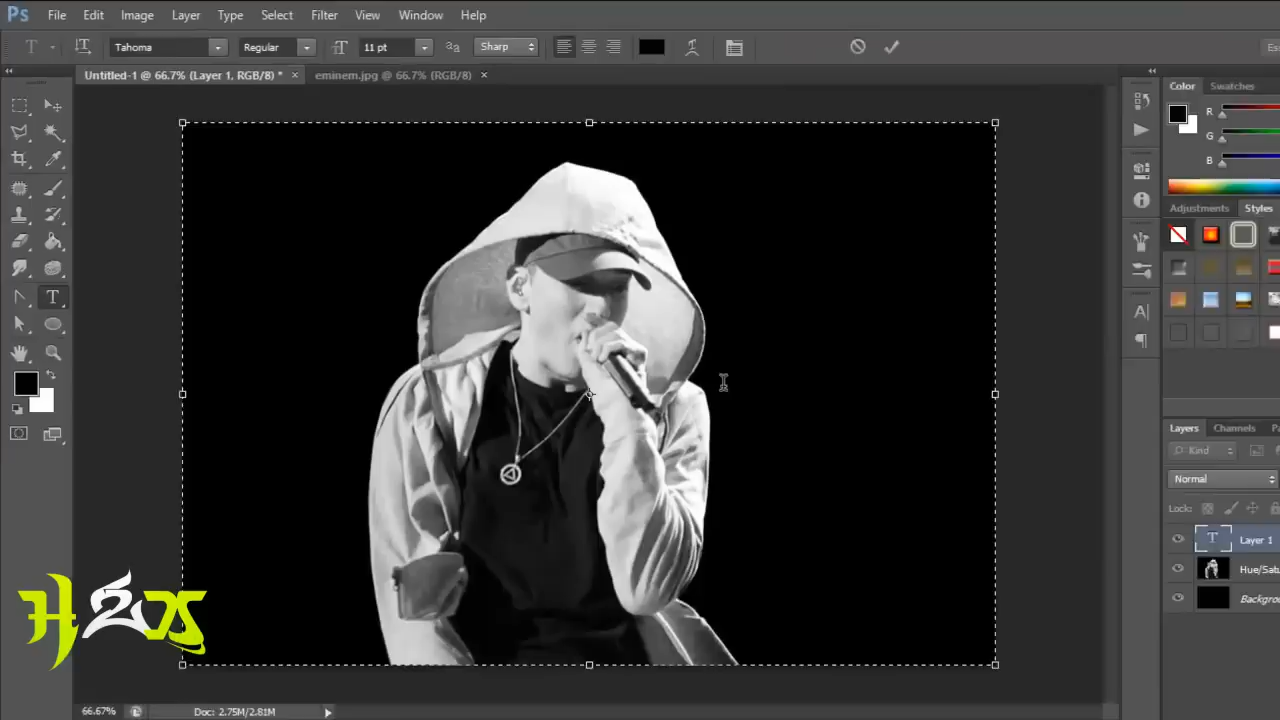 Ps File Edit Image Layer Type Select Filter View Window Help
T Tahoma Regular 11 pt Sharp
Untitled-1 @ 66.7% (Layer 1, RGB/8) * × eminem.jpg @ 66.7% (RGB/8) ×
Color Swatches
R
G
B
Adjustments Styles
Layers Channels
Kind
Normal
Lock:
T Layer 1
Hue/Satu
Backgrou
66.67% Doc: 2.75M/2.81M